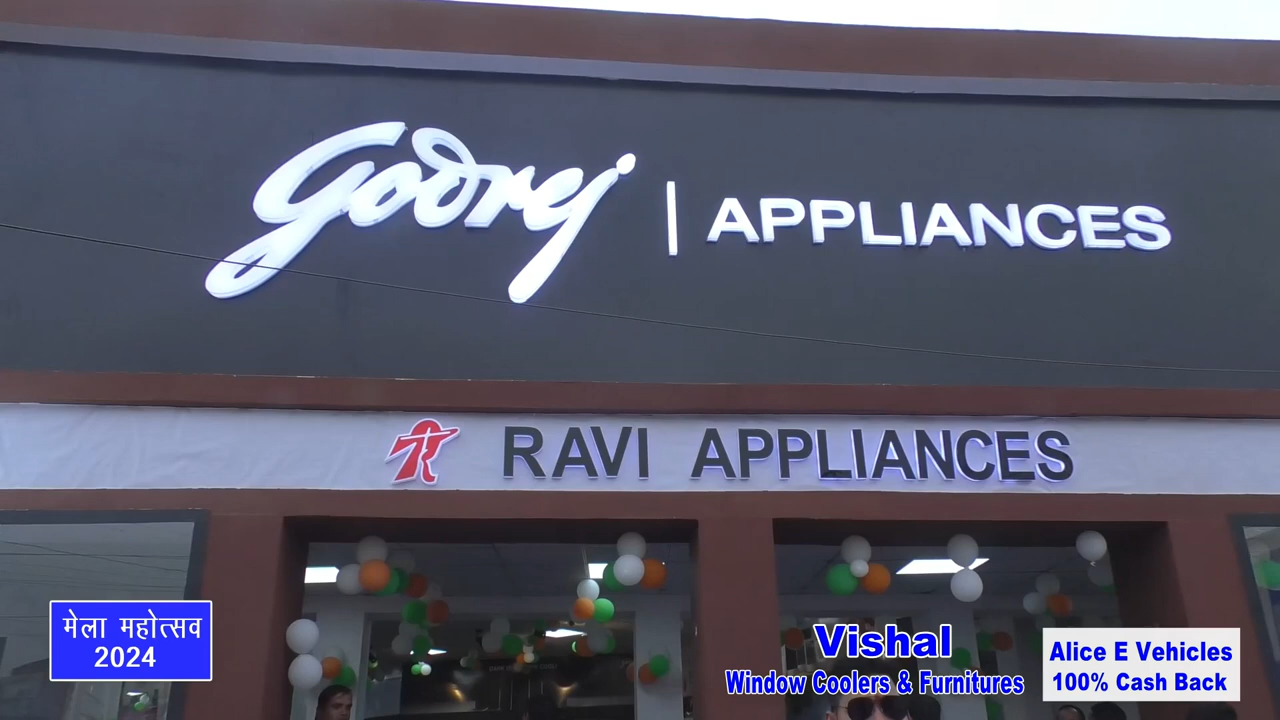 Godrej | APPLIANCES
RAVI APPLIANCES
मेला महोत्सव
2024
Vishal
Window Coolers & Furnitures
Alice E Vehicles
100% Cash Back